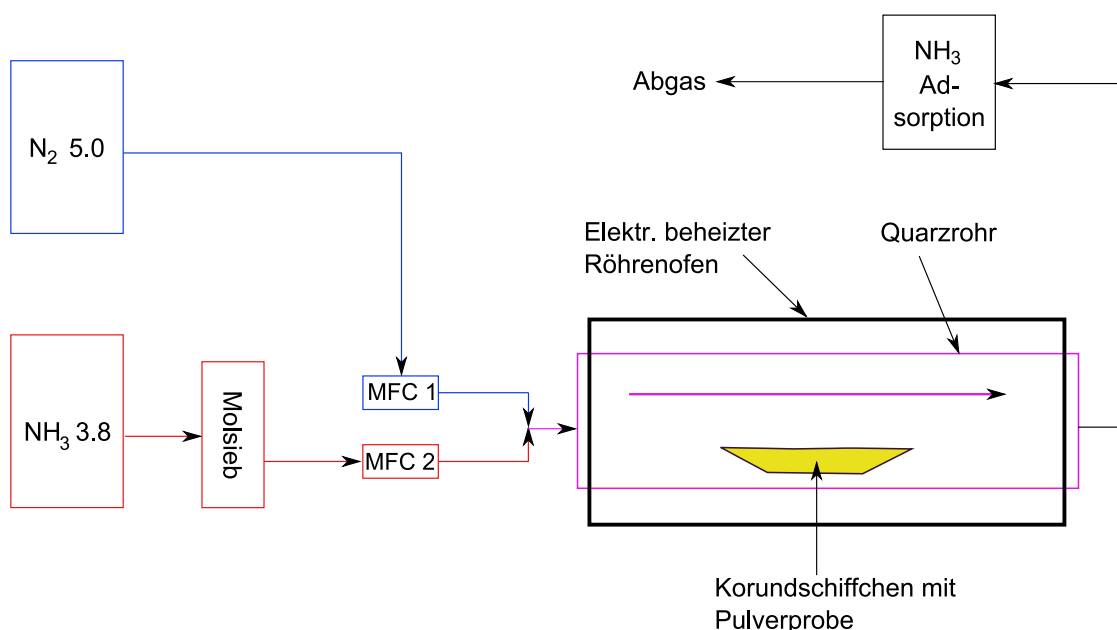 N₂ 5.0
NH₃ 3.8
Molsieb
MFC 1
MFC 2
Abgas
NH₃
Ad-
sorption
Elektr. beheizter
Röhrenofen
Quarzrohr
Korundschiffchen mit
Pulverprobe